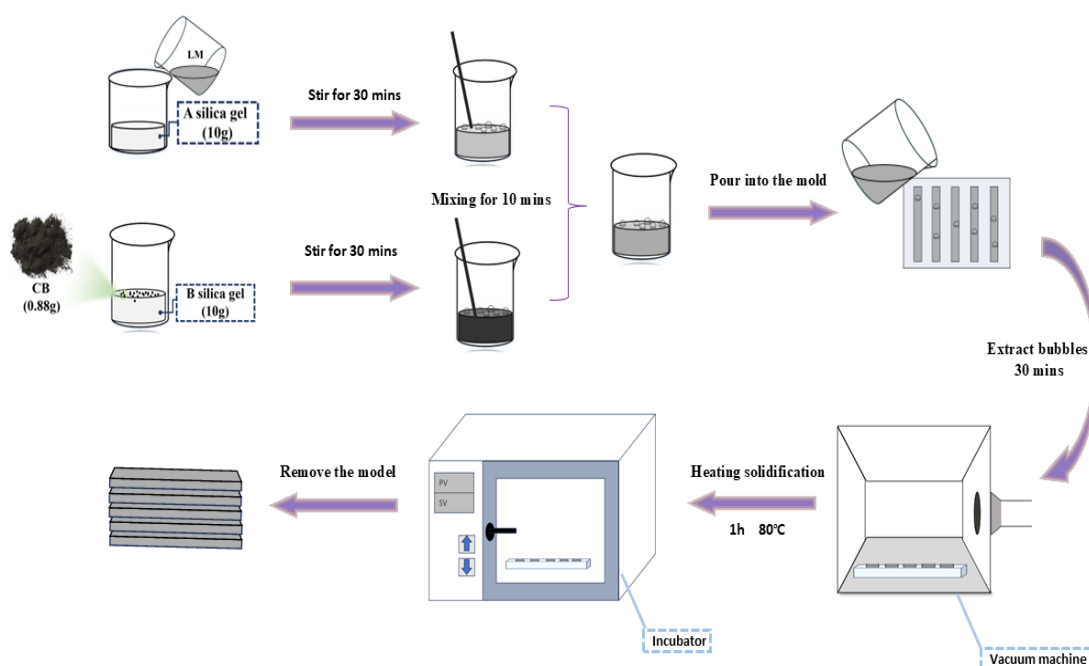 LM
A silica gel
(10g)
Stir for 30 mins
CB
(0.88g)
B silica gel
(10g)
Stir for 30 mins
Mixing for 10 mins
Pour into the mold
Extract bubbles
30 mins
Vacuum machine
Heating solidification
1h 80℃
PV
SV
Incubator
Remove the model